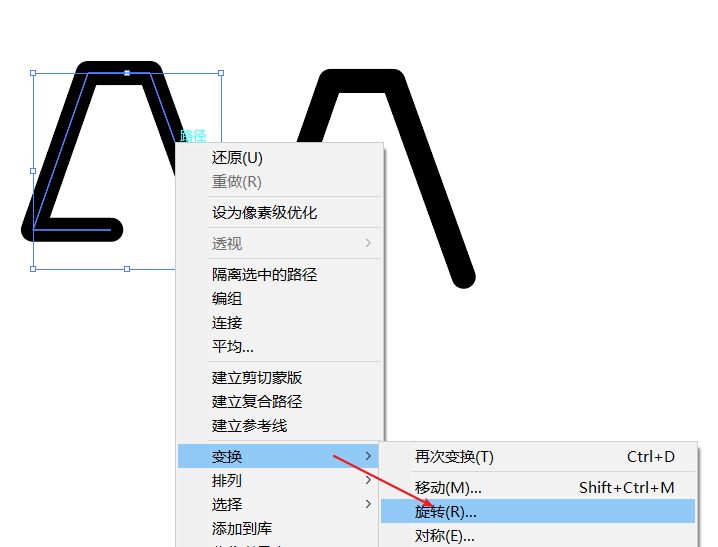 路径
还原(U)
重做(R)
设为像素级优化
透视
隔离选中的路径
编组
连接
平均...
建立剪切蒙版
建立复合路径
建立参考线
变换
排列
选择
添加到库
再次变换(T) Ctrl+D
移动(M)... Shift+Ctrl+M
旋转(R)...
对称(E)...